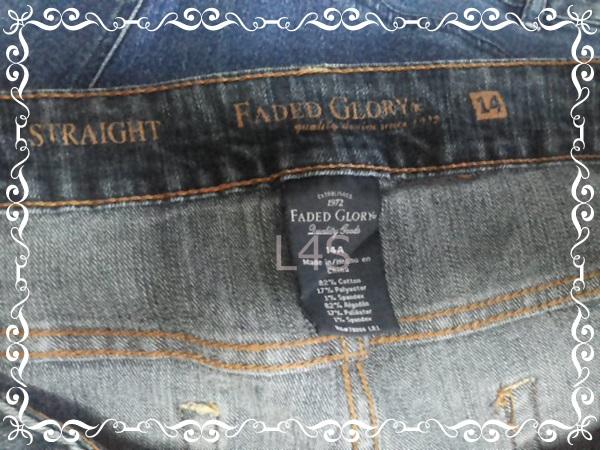 STRAIGHT
FADED GLORY
quality denim since 1972
14
ESTABLISHED
1972
FADED GLORY
Quality Goods
14A
Made in/Hecho en
China
82% Cotton
17% Polyester
1% Spandex
82% Algodón
17% Poliéster
1% Spandex
L4S